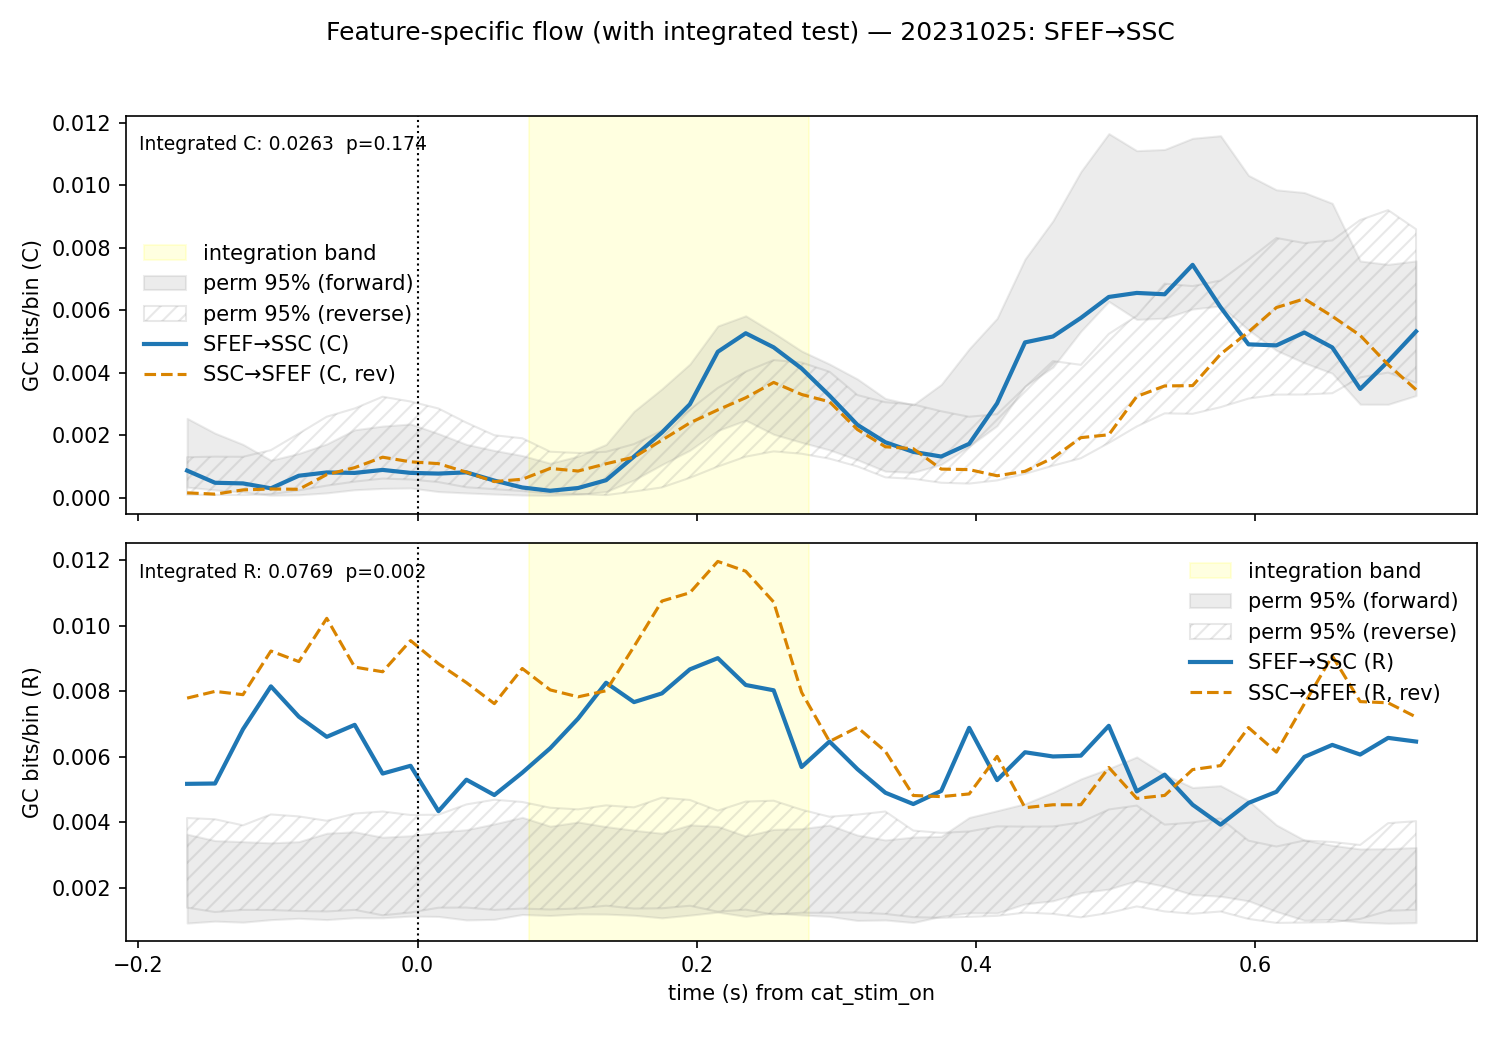 Feature-specific flow (with integrated test) — 20231025: SFEF→SSC
0.012
0.010
0.008
0.006
0.004
0.002
0.000
GC bits/bin (C)
Integrated C: 0.0263  p=0.174
integration band
perm 95% (forward)
perm 95% (reverse)
SFEF→SSC (C)
SSC→SFEF (C, rev)
0.012
0.010
0.008
0.006
0.004
0.002
GC bits/bin (R)
Integrated R: 0.0769  p=0.002
integration band
perm 95% (forward)
perm 95% (reverse)
SFEF→SSC (R)
SSC→SFEF (R, rev)
−0.2 0.0 0.2 0.4 0.6
time (s) from cat_stim_on